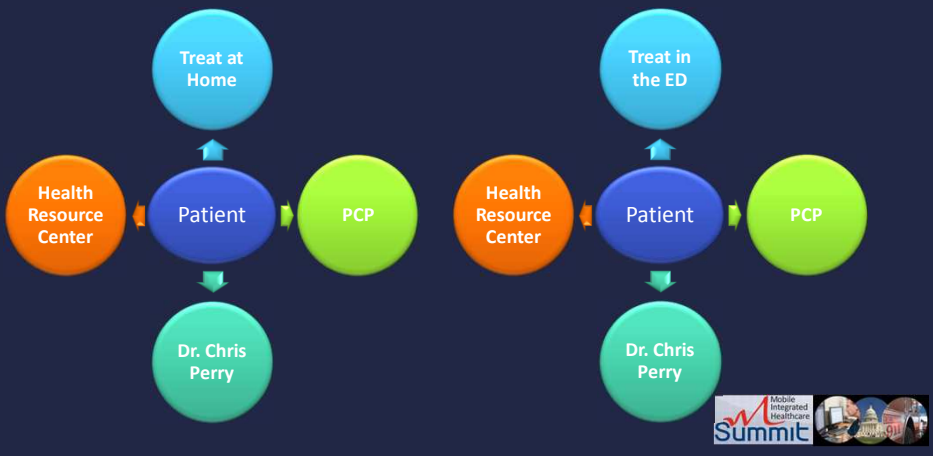 Treat at
Home
Health
Resource
Center
Patient
PCP
Dr. Chris
Perry
Treat in
the ED
Health
Resource
Center
Patient
PCP
Dr. Chris
Perry
Mobile
Integrated
Healthcare
Summit
911